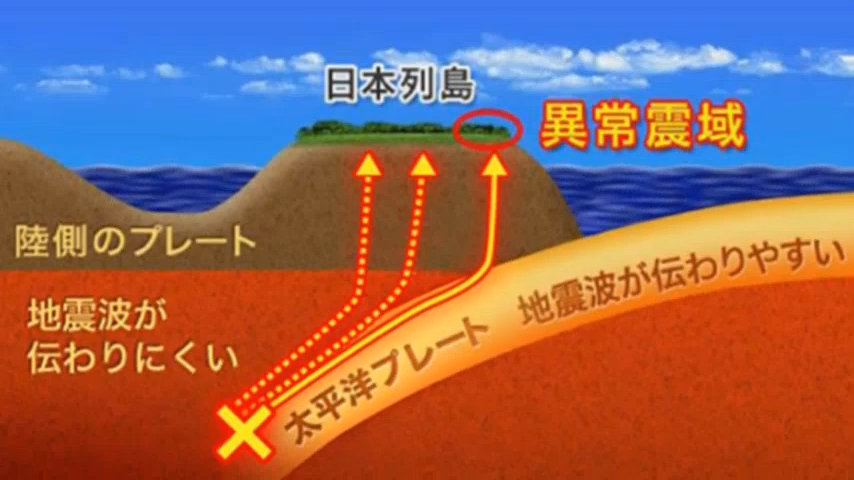 日本列島
異常震域
陸側のプレート
地震波が
伝わりにくい
太平洋プレート 地震波が伝わりやすい